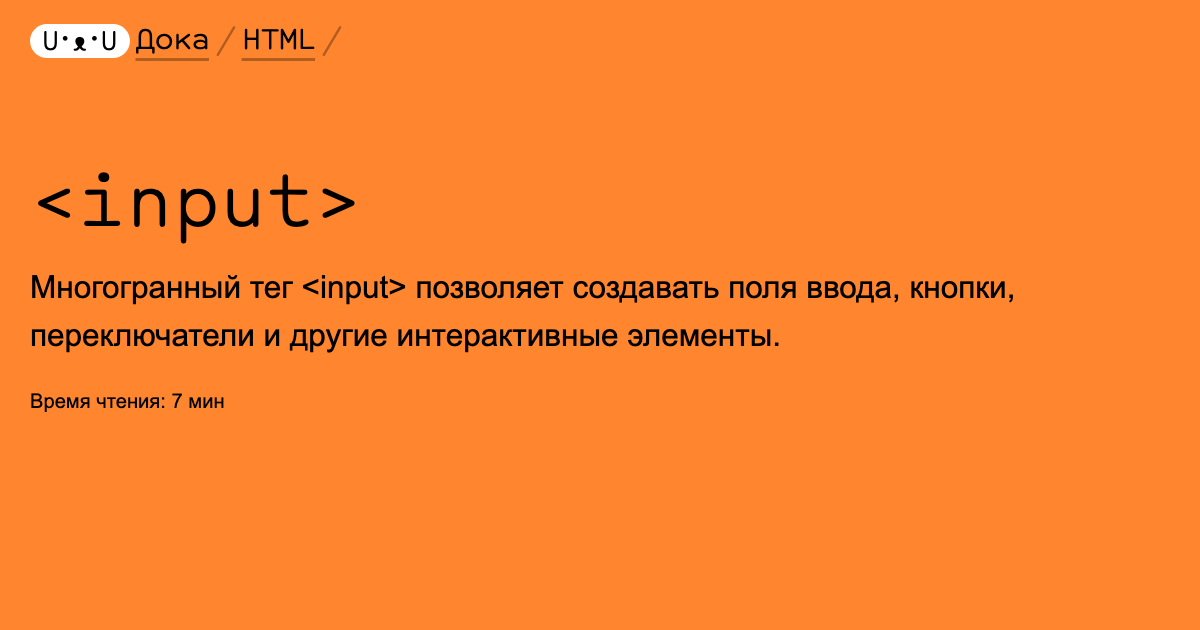 U•ᴥ•U Дока / HTML /
<input>
Многогранный тег <input> позволяет создавать поля ввода, кнопки,
переключатели и другие интерактивные элементы.
Время чтения: 7 мин